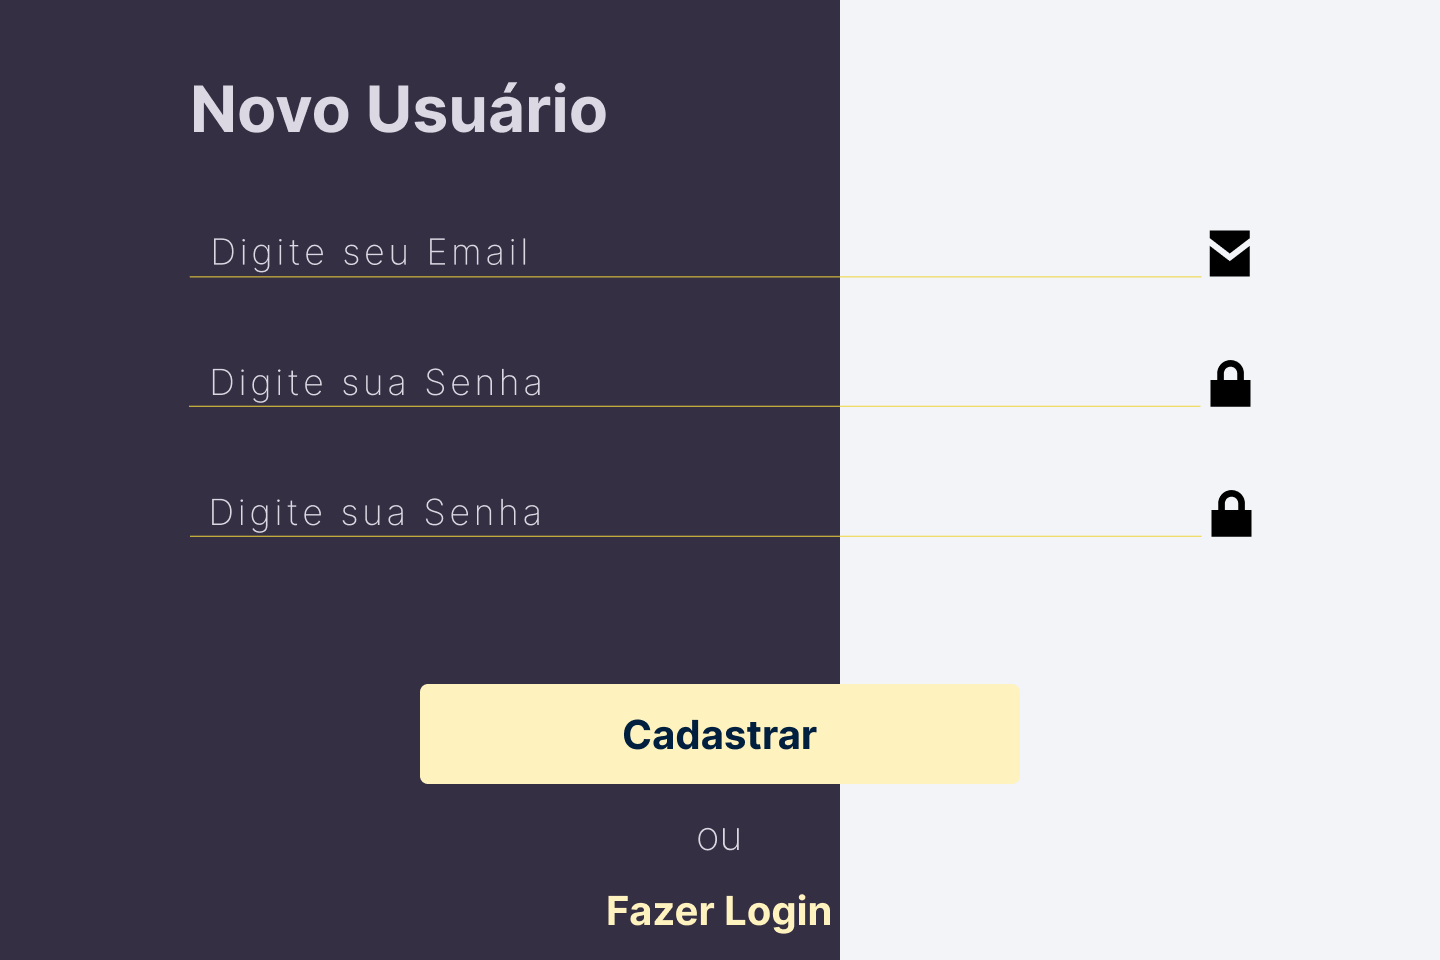 Novo Usuário
Digite seu Email
Digite sua Senha
Digite sua Senha
Cadastrar
ou
Fazer Login